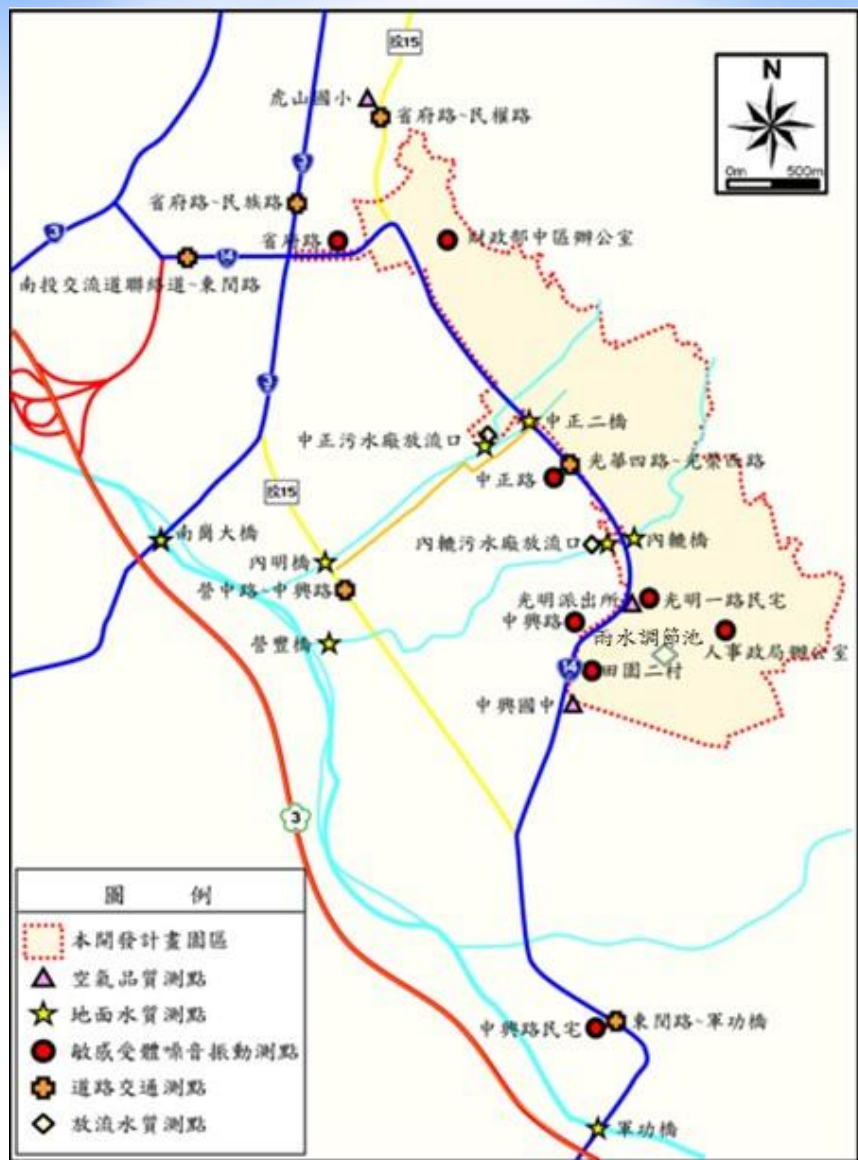 投15
N
0m 500m
虎山國小
省府路~民權路
3
省府路~民族路
省府路
財政部中區辦公室
3
14
南投交流道聯絡道~東閔路
3
中正二橋
中正污水廠放流口
光華四路~光榮西路
中正路
投15
南崗大橋
內轆污水廠放流口
內轆橋
內明橋
營中路~中興路
光明派出所
光明一路民宅
中興路
雨水調節池
營豐橋
人事政局辦公室
14
田園二村
中興國中
3
圖 例
本開發計畫園區
空氣品質測點
地面水質測點
敏感受體噪音振動測點
道路交通測點
放流水質測點
中興路民宅
東閔路~軍功橋
軍功橋